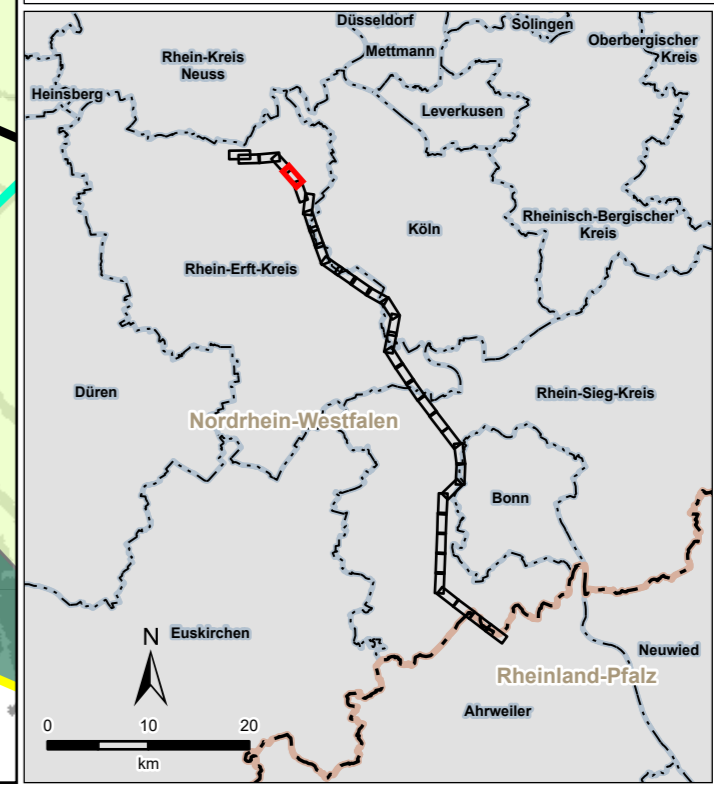 Düsseldorf
Solingen
Mettmann
Oberbergischer
Kreis
Rhein-Kreis
Neuss
Heinsberg
Leverkusen
Rheinisch-Bergischer
Kreis
Köln
Rhein-Erft-Kreis
Düren
Rhein-Sieg-Kreis
Nordrhein-Westfalen
Bonn
Euskirchen
N
Neuwied
Rheinland-Pfalz
Ahrweiler
0 10 20
km